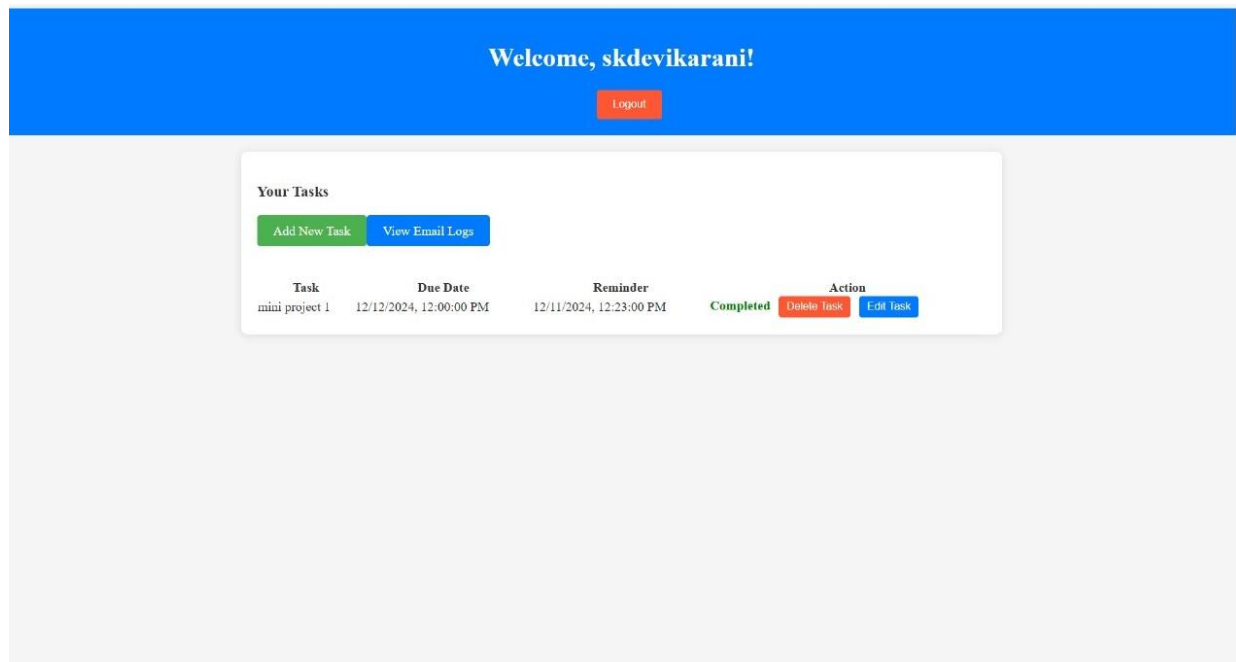 Welcome, skdevikarani!
Logout
Your Tasks
Add New Task View Email Logs
Task Due Date Reminder Action
mini project 1 12/12/2024, 12:00:00 PM 12/11/2024, 12:23:00 PM Completed Delete Task Edit Task